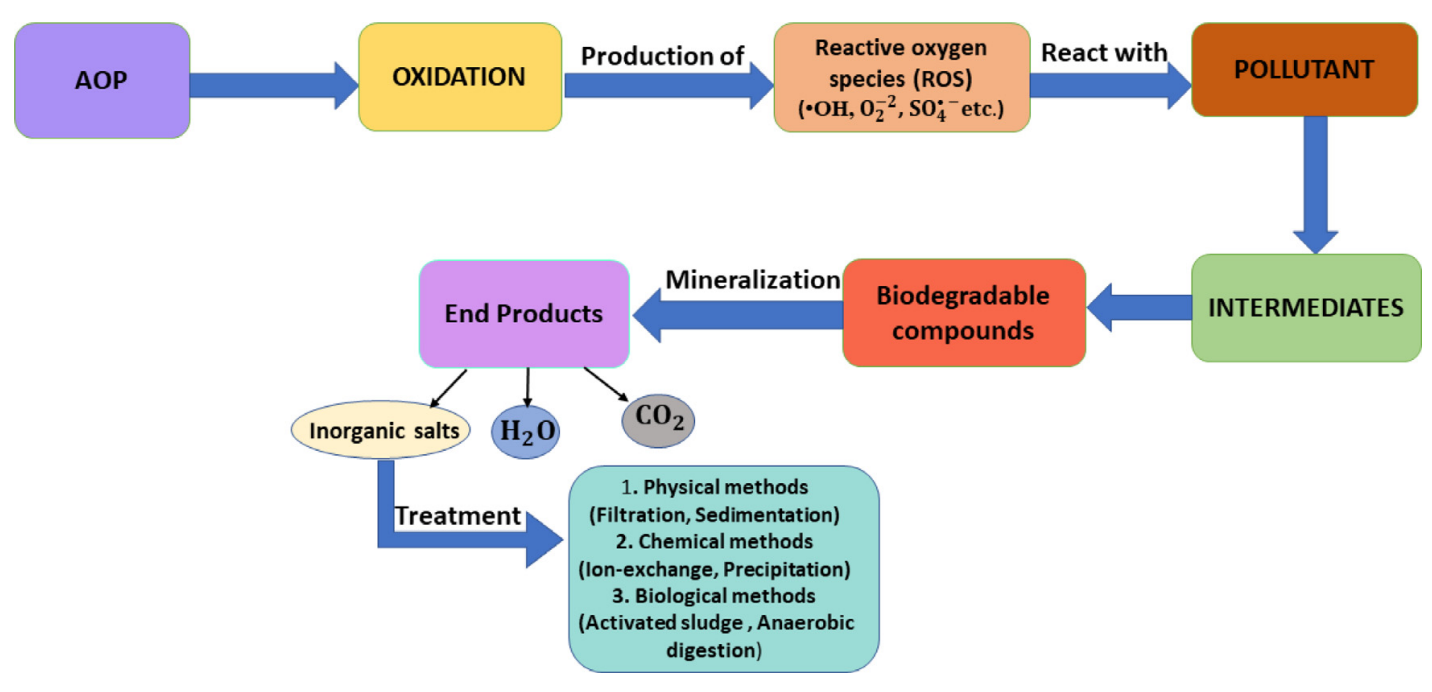 AOP
OXIDATION
Production of
Reactive oxygen
species (ROS)
(•OH, O₂⁻², SO₄•⁻ etc.)
React with
POLLUTANT
INTERMEDIATES
Biodegradable
compounds
Mineralization
End Products
Inorganic salts
H₂O
CO₂
Treatment
1. Physical methods
(Filtration, Sedimentation)
2. Chemical methods
(Ion-exchange, Precipitation)
3. Biological methods
(Activated sludge , Anaerobic
digestion)